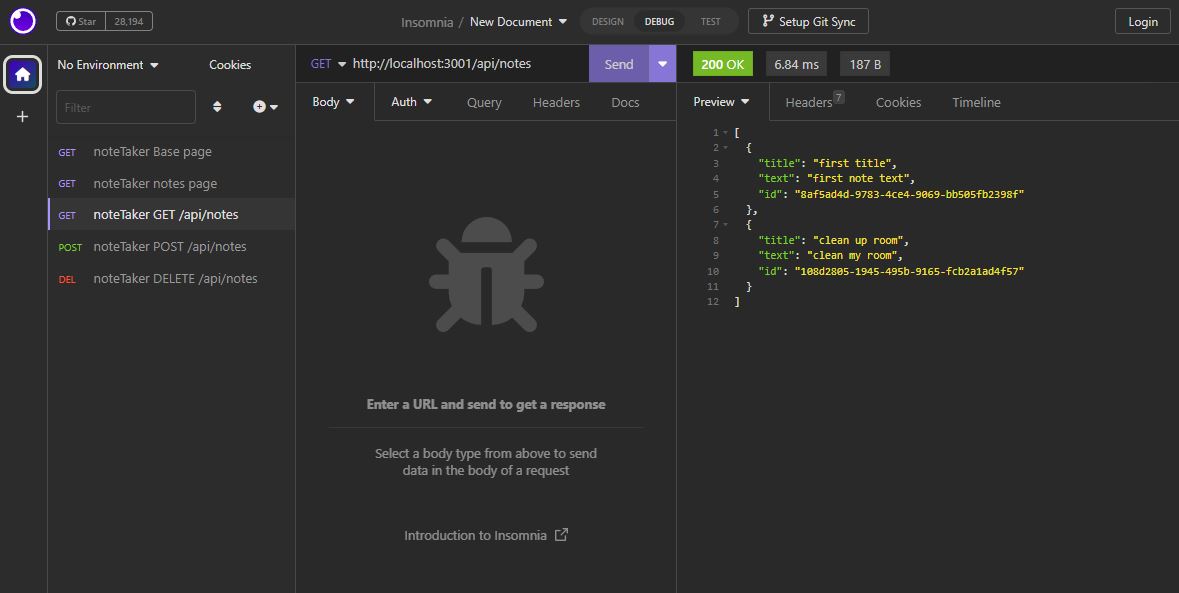 Star 28,194
Insomnia / New Document
DESIGN DEBUG TEST
Setup Git Sync
Login
No Environment
Cookies
Filter
GET noteTaker Base page
GET noteTaker notes page
GET noteTaker GET /api/notes
POST noteTaker POST /api/notes
DEL noteTaker DELETE /api/notes
GET http://localhost:3001/api/notes
Send
Body Auth Query Headers Docs
Enter a URL and send to get a response
Select a body type from above to send
data in the body of a request
Introduction to Insomnia
200 OK 6.84 ms 187 B
Preview Headers 7 Cookies Timeline
1 [
2 {
3 "title": "first title",
4 "text": "first note text",
5 "id": "8af5ad4d-9783-4ce4-9069-bb505fb2398f"
6 },
7 {
8 "title": "clean up room",
9 "text": "clean my room",
10 "id": "108d2805-1945-495b-9165-fcb2a1ad4f57"
11 }
12 ]